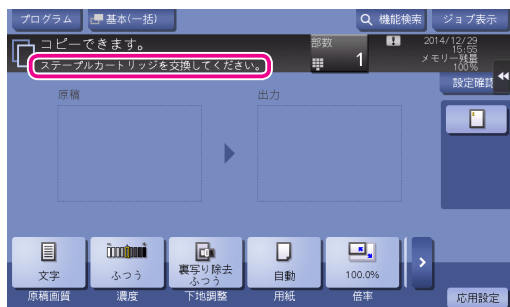 プログラム
基本(一括)
機能検索
ジョブ表示
コピーできます。
ステープルカートリッジを交換してください。
部数
1
2014/12/29
15:55
メモリー残量
100%
設定確認
原稿
出力
文字
ふつう
裏写り除去
ふつう
自動
100.0%
原稿画質
濃度
下地調整
用紙
倍率
応用設定